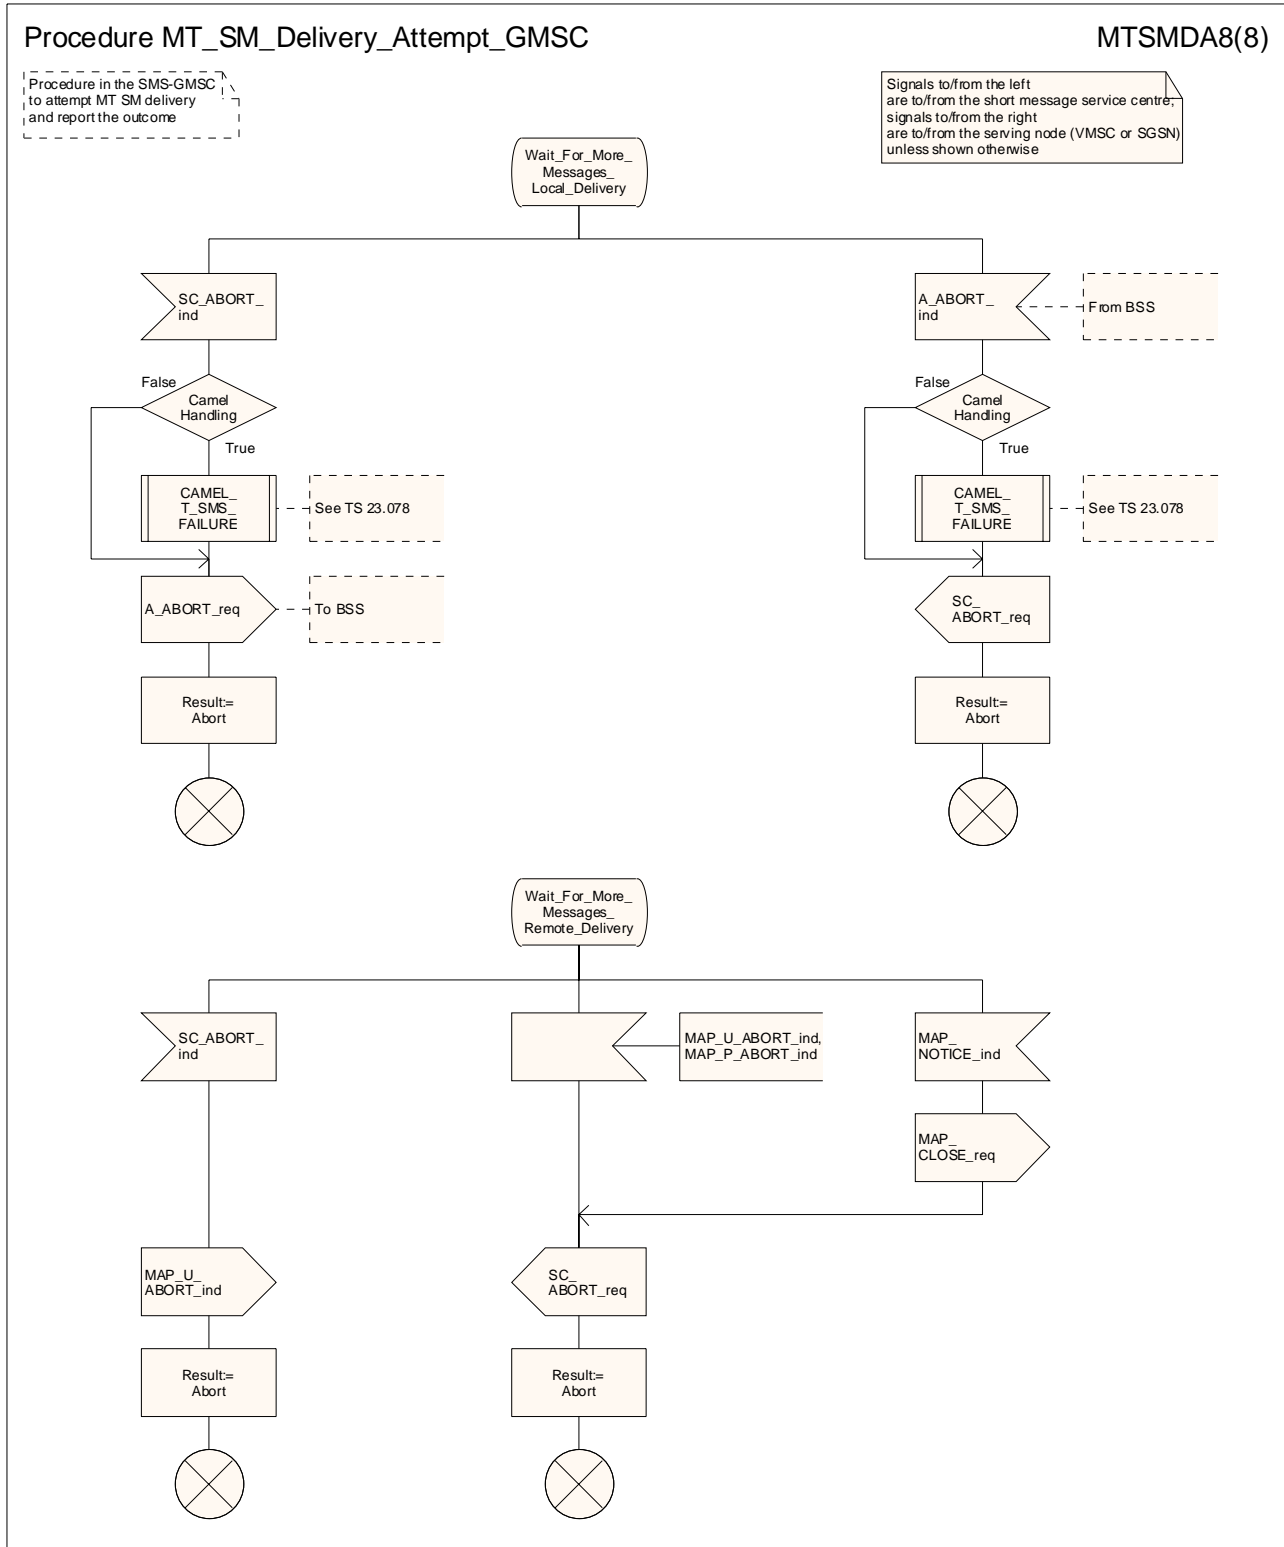 Procedure MT_SM_Delivery_Attempt_GMSC
MTSMDA8(8)
Procedure in the SMS-GMSC
to attempt MT SM delivery
and report the outcome
Signals to/from the left
are to/from the short message service centre;
signals to/from the right
are to/from the serving node (VMSC or SGSN)
unless shown otherwise
Wait_For_More_
Messages_
Local_Delivery
SC_ABORT_
ind
A_ABORT_
ind
From BSS
False
Camel
Handling
True
False
Camel
Handling
True
CAMEL_
T_SMS_
FAILURE
See TS 23.078
CAMEL_
T_SMS_
FAILURE
See TS 23.078
A_ABORT_req
To BSS
SC_
ABORT_req
Result:=
Abort
Result:=
Abort
Wait_For_More_
Messages_
Remote_Delivery
SC_ABORT_
ind
MAP_U_ABORT_ind,
MAP_P_ABORT_ind
MAP_
NOTICE_ind
MAP_
CLOSE_req
MAP_U_
ABORT_ind
SC_
ABORT_req
Result:=
Abort
Result:=
Abort